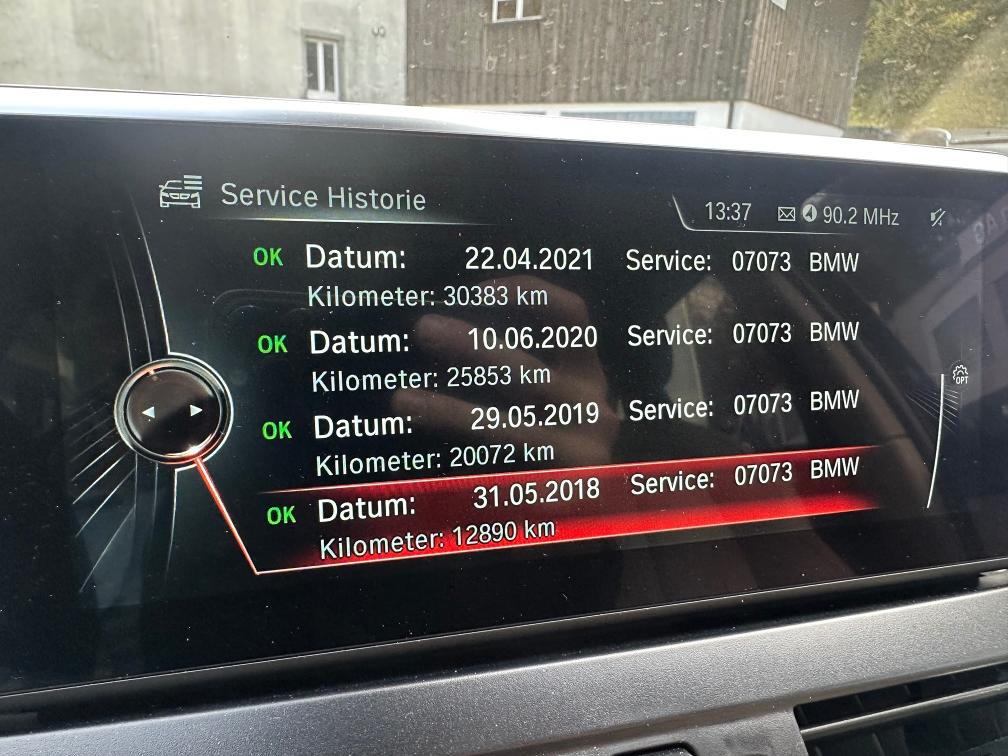 Service Historie
13:37 90.2 MHz
OK Datum: 22.04.2021 Service: 07073 BMW
Kilometer: 30383 km
OK Datum: 10.06.2020 Service: 07073 BMW
Kilometer: 25853 km
OPT
OK Datum: 29.05.2019 Service: 07073 BMW
Kilometer: 20072 km
OK Datum: 31.05.2018 Service: 07073 BMW
Kilometer: 12890 km